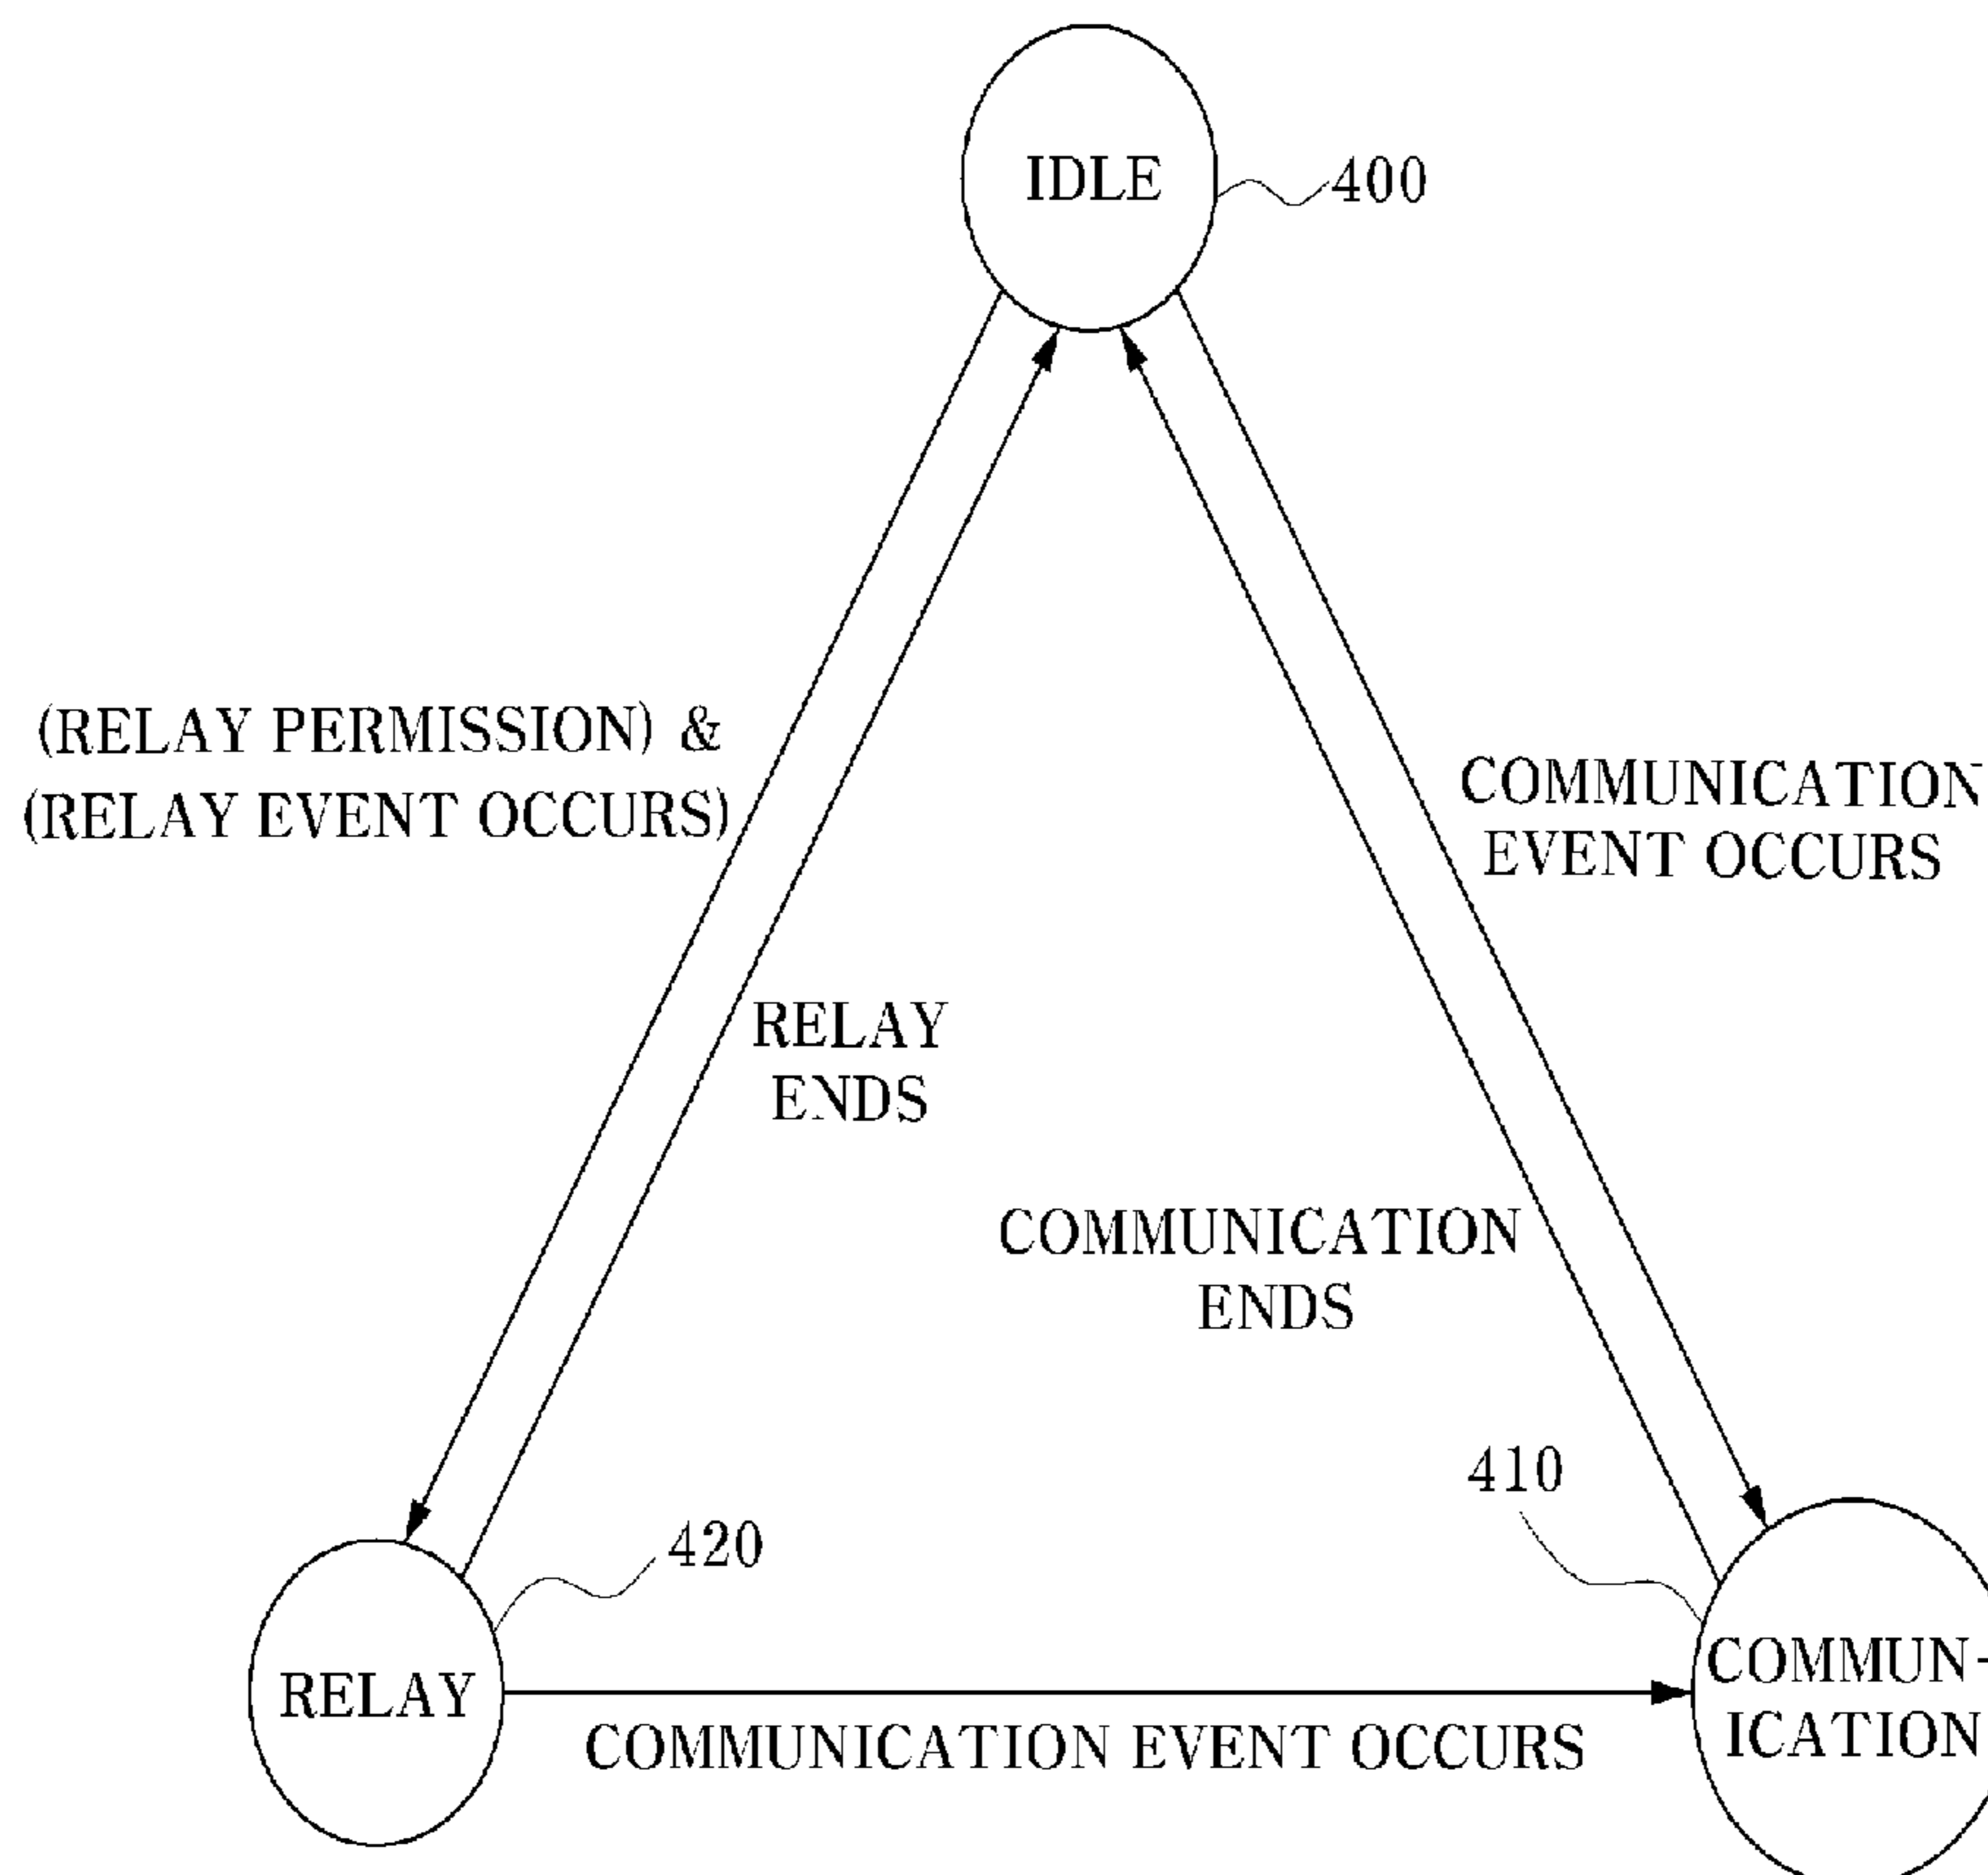 IDLE
400
(RELAY PERMISSION) &
(RELAY EVENT OCCURS)
COMMUNICATION
EVENT OCCURS
RELAY
ENDS
COMMUNICATION
ENDS
410
420
RELAY
COMMUN-
ICATION
COMMUNICATION EVENT OCCURS